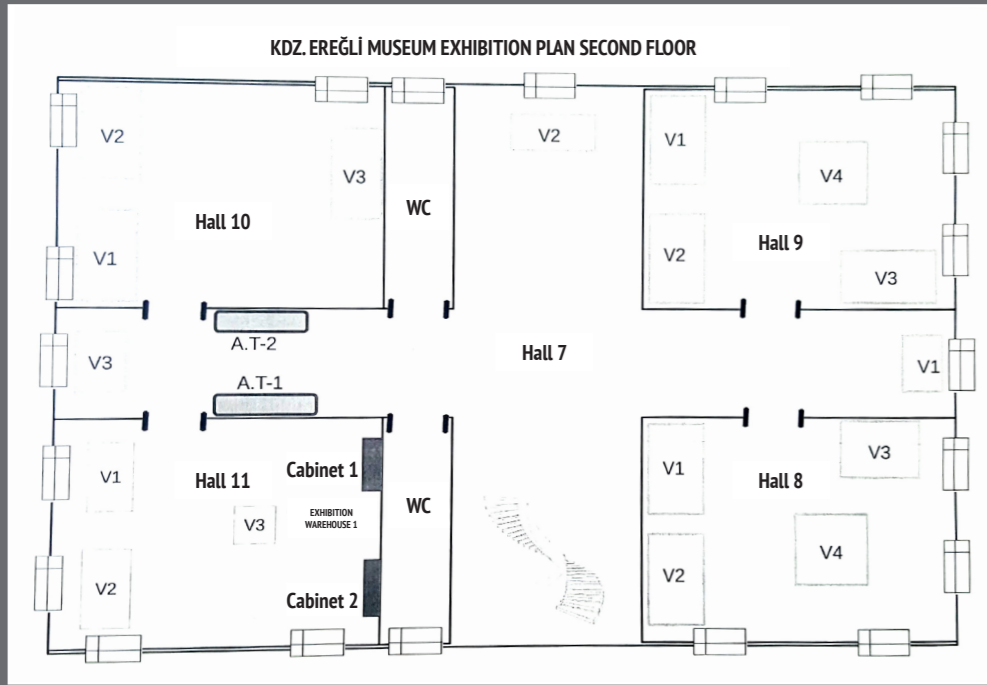 KDZ. EREĞLİ MUSEUM EXHIBITION PLAN SECOND FLOOR
V2
V3
Hall 10
V1
WC
V2
V1
V4
V2
Hall 9
V3
A.T-2
V3
A.T-1
Hall 7
V1
V1
Hall 11
Cabinet 1
EXHIBITION
WAREHOUSE 1
V3
V2
Cabinet 2
WC
V1
V3
Hall 8
V2
V4